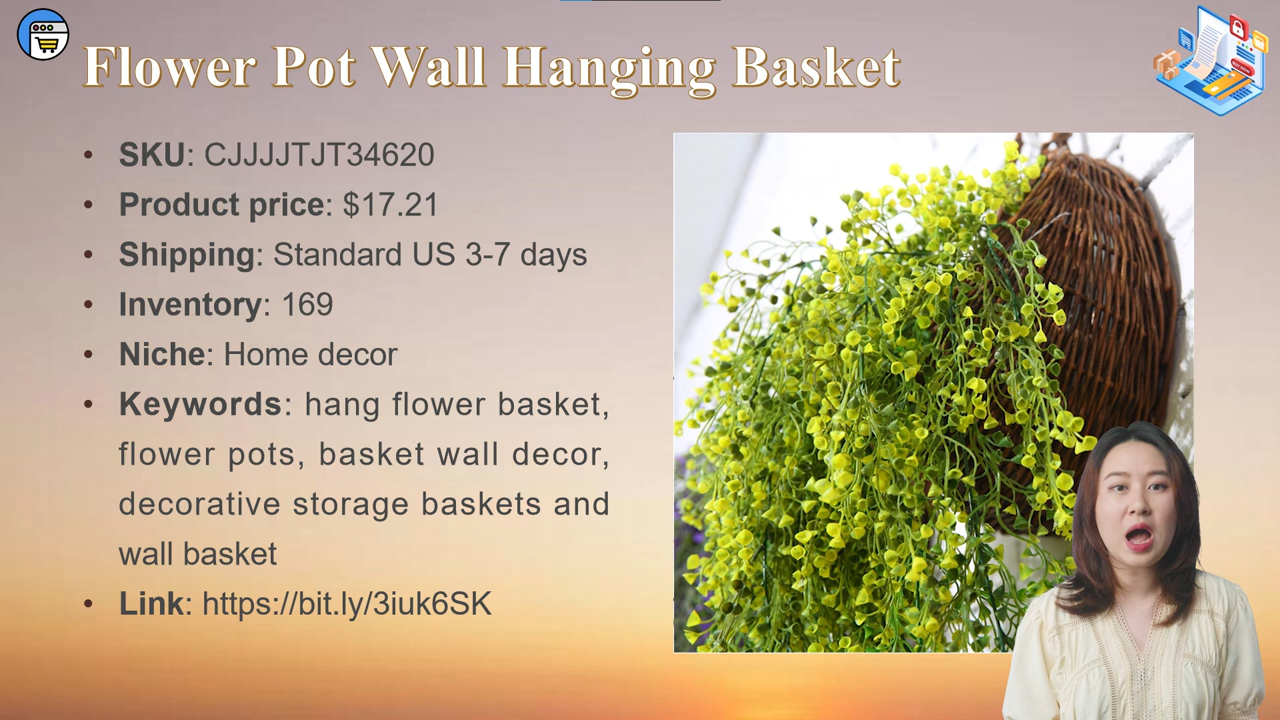 Flower Pot Wall Hanging Basket
• SKU: CJJJJTJT34620
• Product price: $17.21
• Shipping: Standard US 3-7 days
• Inventory: 169
• Niche: Home decor
• Keywords: hang flower basket,
flower pots, basket wall decor,
decorative storage baskets and
wall basket
• Link: https://bit.ly/3iuk6SK